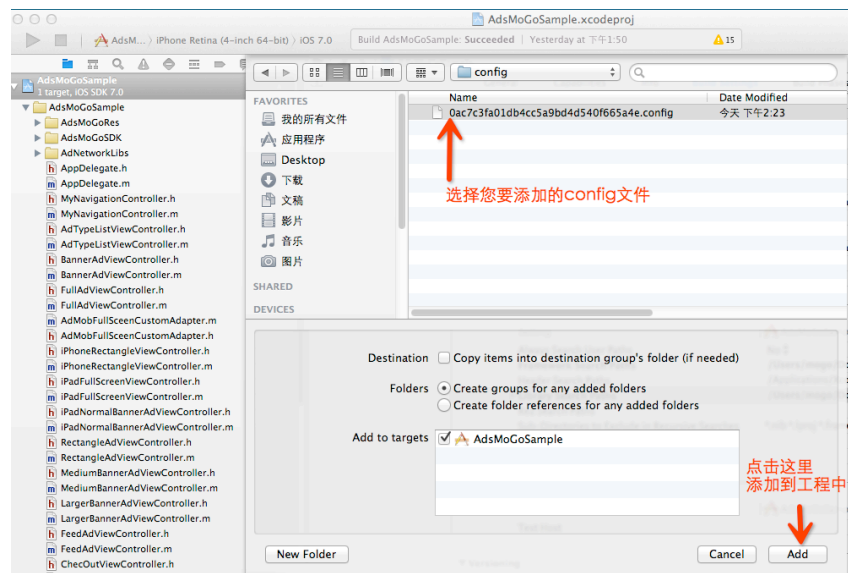 AdsMoGoSample.xcodeproj
AdsM... 〉 iPhone Retina (4-inch 64-bit) 〉 iOS 7.0
Build AdsMoGoSample: Succeeded | Yesterday at 下午1:50
15
AdsMoGoSample
1 target, iOS SDK 7.0
AdsMoGoSample
AdsMoGoRes
AdsMoGoSDK
AdNetworkLibs
AppDelegate.h
AppDelegate.m
MyNavigationController.h
MyNavigationController.m
AdTypeListViewController.h
AdTypeListViewController.m
BannerAdViewController.h
BannerAdViewController.m
FullAdViewController.h
FullAdViewController.m
AdMobFullSceenCustomAdapter.m
AdMobFullSceenCustomAdapter.h
iPhoneRectangleViewController.h
iPhoneRectangleViewController.m
iPadFullScreenViewController.h
iPadFullScreenViewController.m
iPadNormalBannerAdViewController.h
iPadNormalBannerAdViewController.m
RectangleAdViewController.h
RectangleAdViewController.m
MediumBannerAdViewController.h
MediumBannerAdViewController.m
LargerBannerAdViewController.h
LargerBannerAdViewController.m
FeedAdViewController.h
FeedAdViewController.m
ChecOutViewController.h
config
FAVORITES
我的所有文件
应用程序
Desktop
下载
文稿
影片
音乐
图片
SHARED
DEVICES
Name
Date Modified
0ac7c3fa01db4cc5a9bd4d540f665a4e.config
今天 下午2:23
选择您要添加的config文件
Destination
Copy items into destination group's folder (if needed)
Folders
Create groups for any added folders
Create folder references for any added folders
Add to targets
AdsMoGoSample
点击这里
添加到工程中
New Folder
Cancel
Add